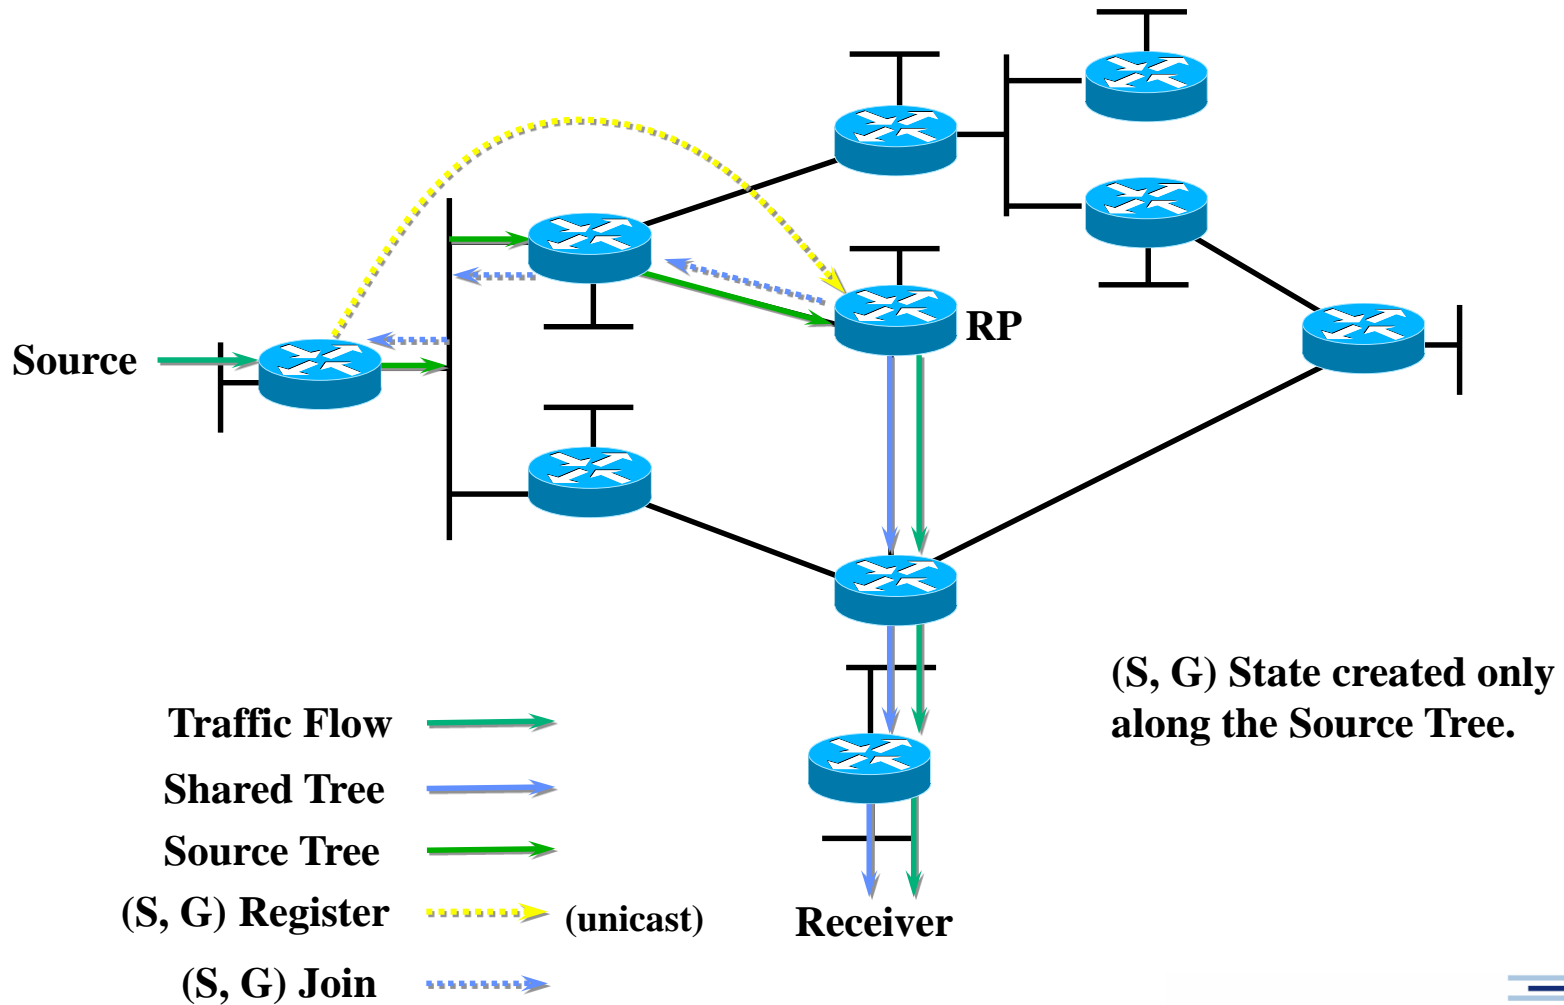 RP
Source
(S, G) State created only
along the Source Tree.
Traffic Flow
Shared Tree
Source Tree
(S, G) Register
(unicast)
Receiver
(S, G) Join